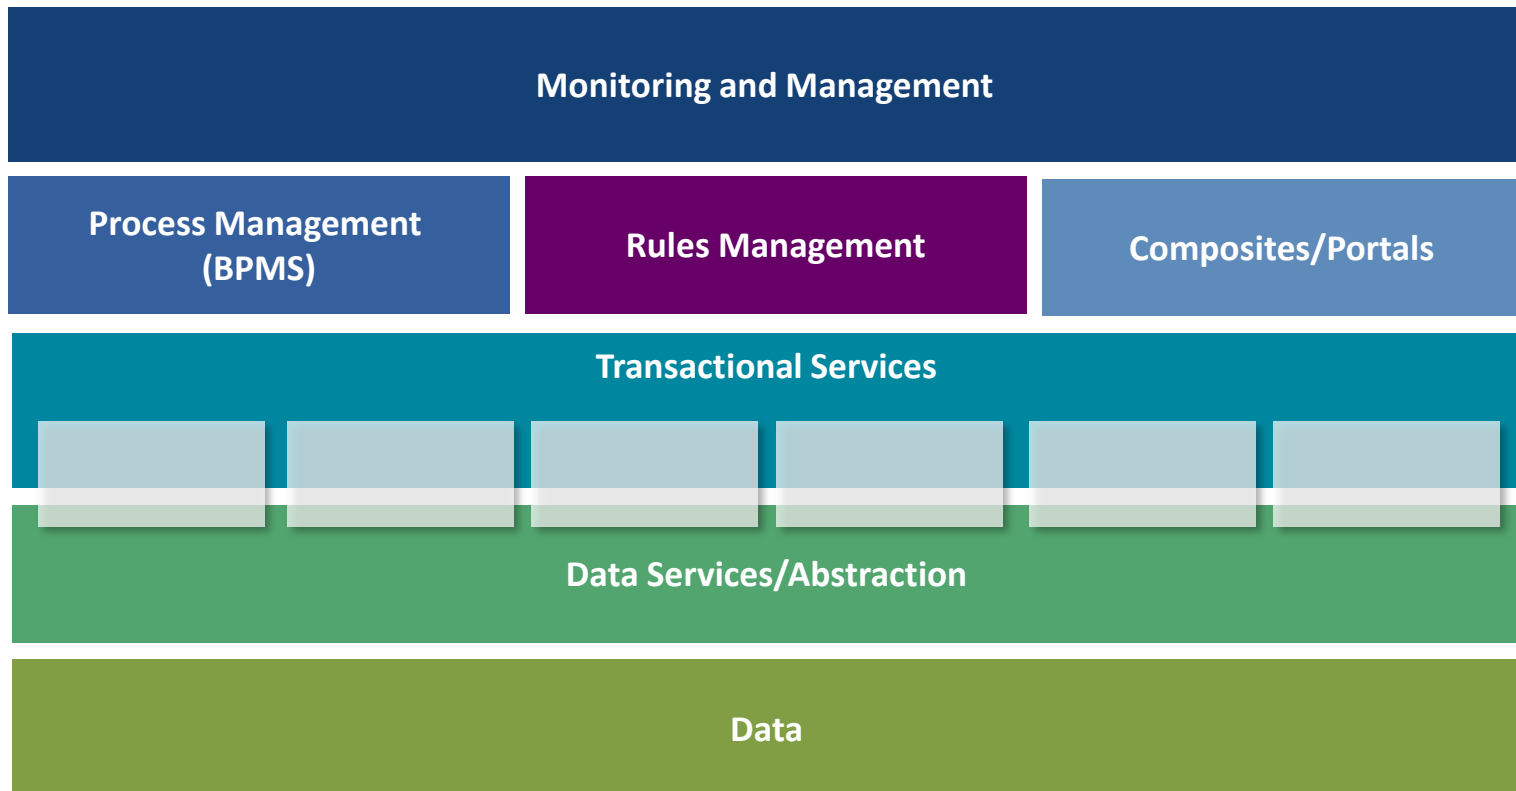 Monitoring and Management
Process Management
(BPMS)
Rules Management
Composites/Portals
Transactional Services
Data Services/Abstraction
Data